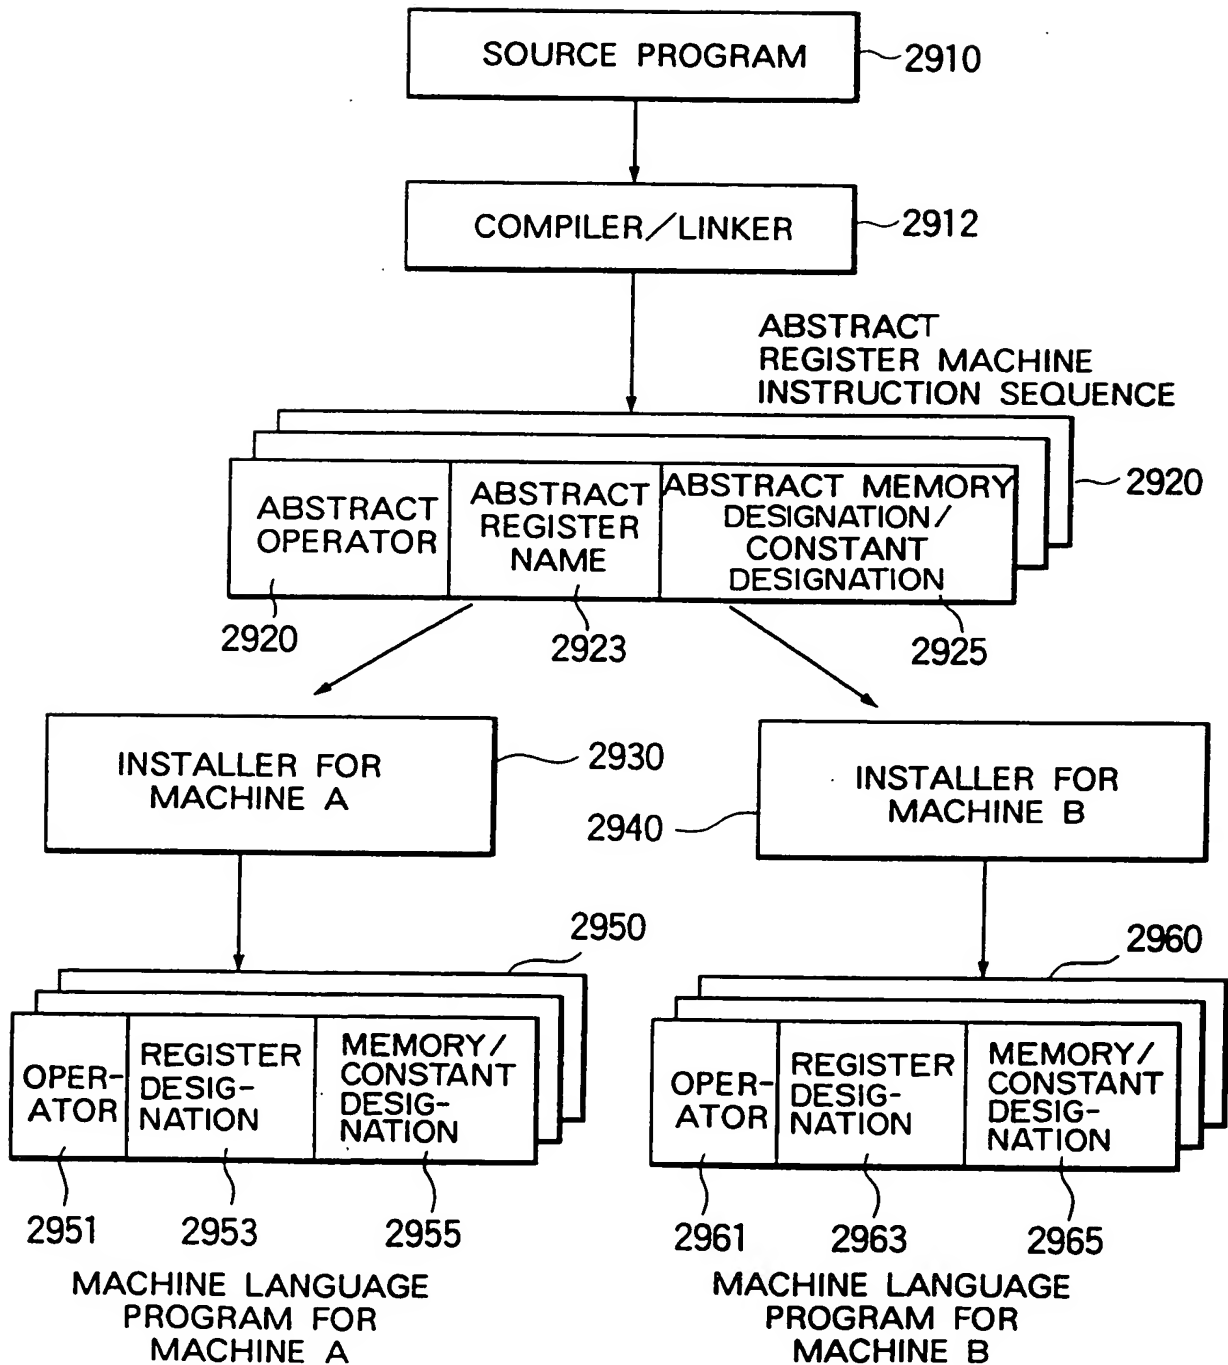 SOURCE PROGRAM
2910
COMPILER/LINKER
2912
ABSTRACT
REGISTER MACHINE
INSTRUCTION SEQUENCE
2920
ABSTRACT
OPERATOR
ABSTRACT
REGISTER
NAME
ABSTRACT MEMORY
DESIGNATION/
CONSTANT
DESIGNATION
2920
2923
2925
INSTALLER FOR
MACHINE A
2930
INSTALLER FOR
MACHINE B
2940
2950
OPER-
ATOR
REGISTER
DESIG-
NATION
MEMORY/
CONSTANT
DESIG-
NATION
2951
2953
2955
MACHINE LANGUAGE
PROGRAM FOR
MACHINE A
2960
OPER-
ATOR
REGISTER
DESIG-
NATION
MEMORY/
CONSTANT
DESIG-
NATION
2961
2963
2965
MACHINE LANGUAGE
PROGRAM FOR
MACHINE B